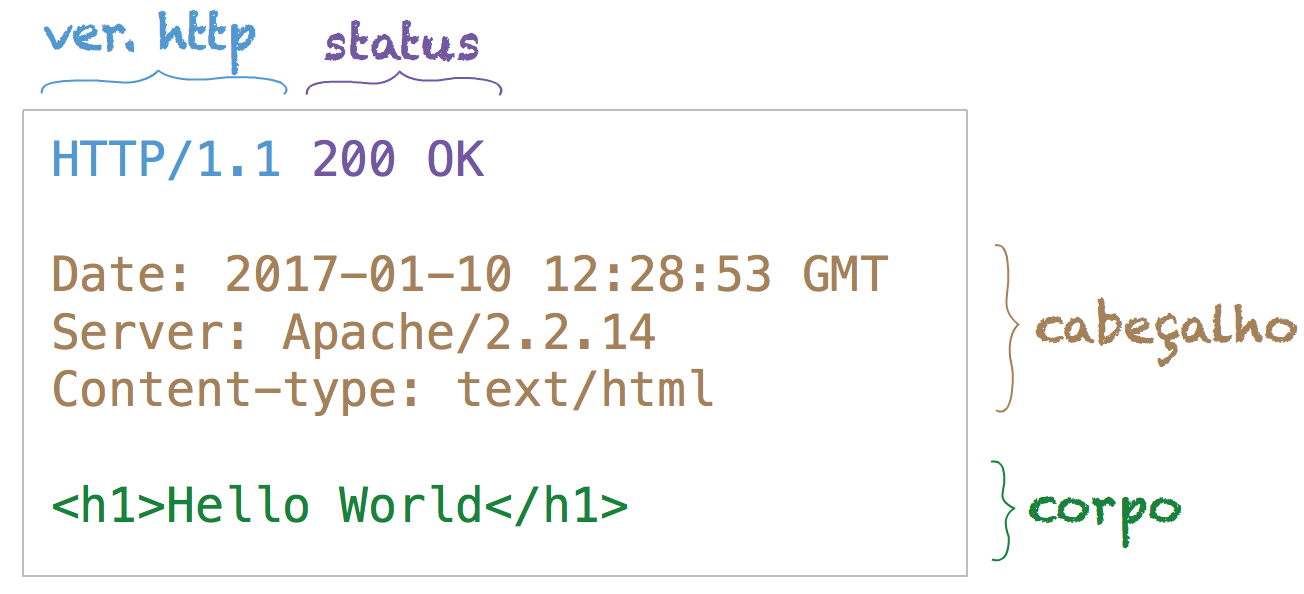 ver. http status
HTTP/1.1 200 OK
Date: 2017-01-10 12:28:53 GMT
Server: Apache/2.2.14
Content-type: text/html
cabeçalho
<h1>Hello World</h1>
corpo